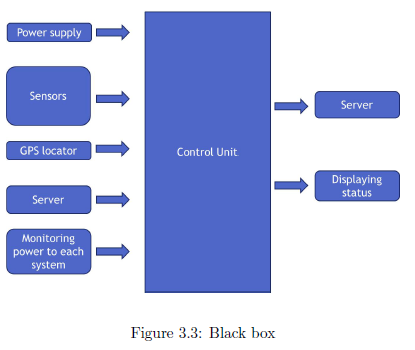 Power supply
Sensors
GPS locator
Server
Monitoring
power to each
system
Control Unit
Server
Displaying
status
Figure 3.3: Black box